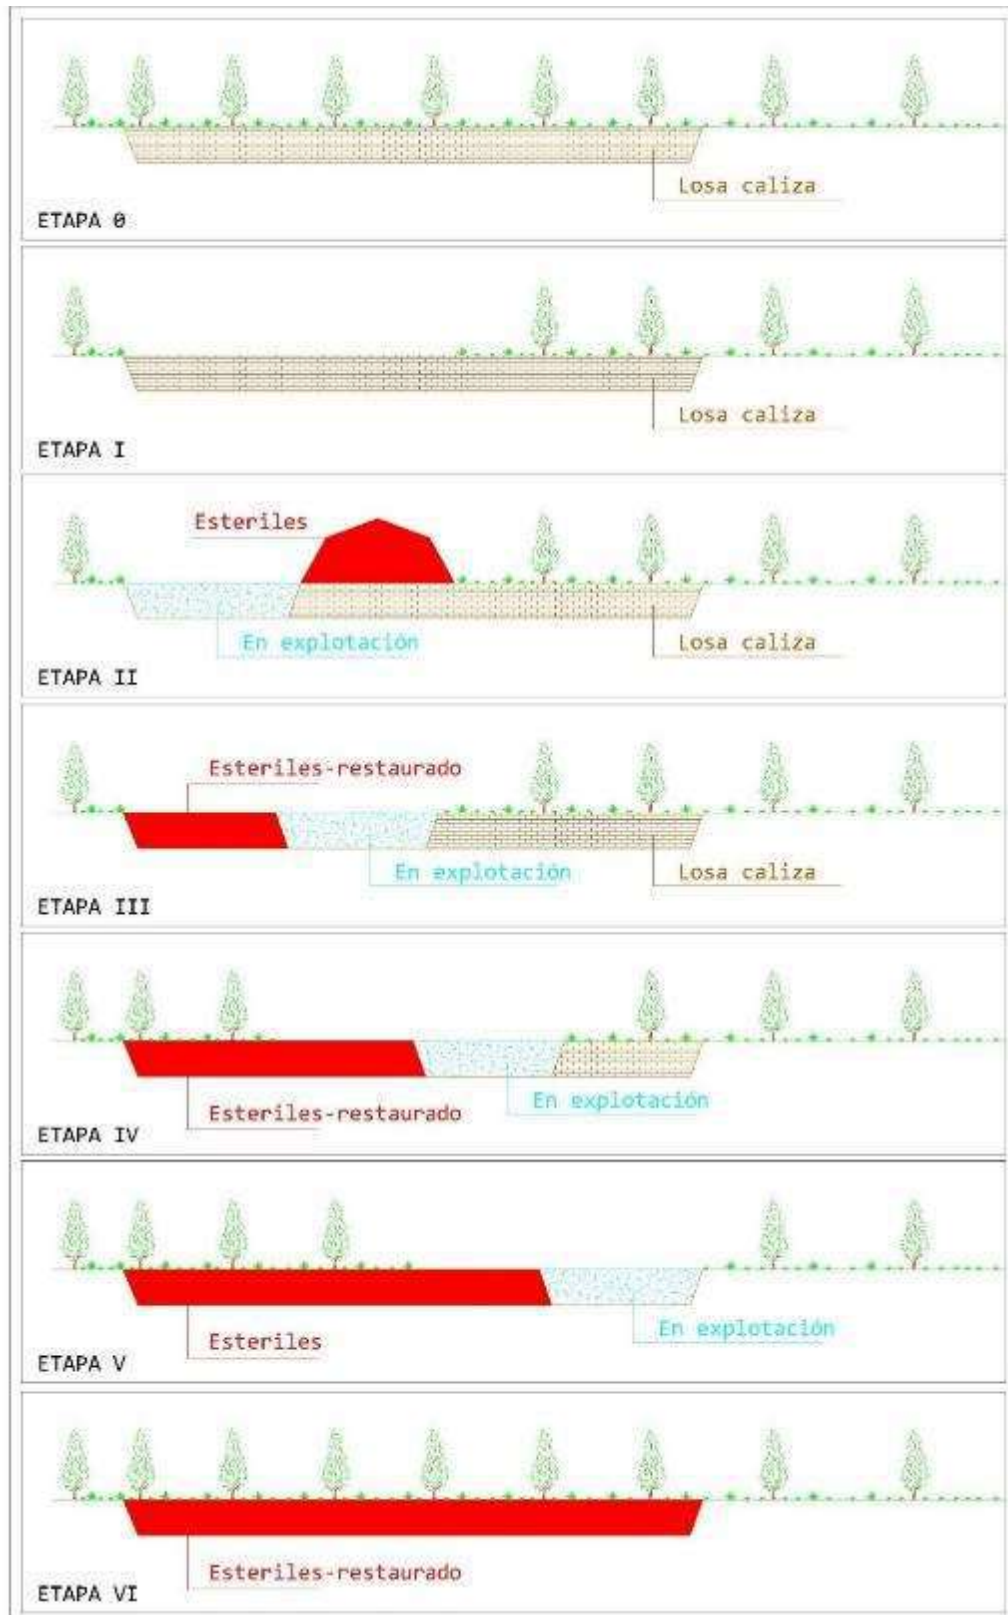 Losa caliza
ETAPA 0
Losa caliza
ETAPA I
Esteriles
En explotación
Losa caliza
ETAPA II
Esteriles-restaurado
En explotación
Losa caliza
ETAPA III
En explotación
Esteriles-restaurado
ETAPA IV
En explotación
Esteriles
ETAPA V
Esteriles-restaurado
ETAPA VI